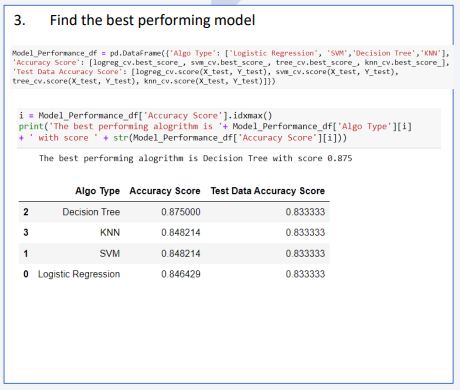 3. Find the best performing model
Model_Performance_df = pd.DataFrame({'Algo Type': ['Logistic Regression', 'SVM','Decision Tree','KNN'],
'Accuracy Score': [logreg_cv.best_score_, svm_cv.best_score_, tree_cv.best_score_, knn_cv.best_score_],
'Test Data Accuracy Score': [logreg_cv.score(X_test, Y_test), svm_cv.score(X_test, Y_test),
tree_cv.score(X_test, Y_test), knn_cv.score(X_test, Y_test)]})
i = Model_Performance_df['Accuracy Score'].idxmax()
print('The best performing alogrithm is '+ Model_Performance_df['Algo Type'][i]
+ ' with score ' + str(Model_Performance_df['Accuracy Score'][i]))
The best performing alogrithm is Decision Tree with score 0.875
Algo Type Accuracy Score Test Data Accuracy Score
2 Decision Tree 0.875000 0.833333
3 KNN 0.848214 0.833333
1 SVM 0.848214 0.833333
0 Logistic Regression 0.846429 0.833333